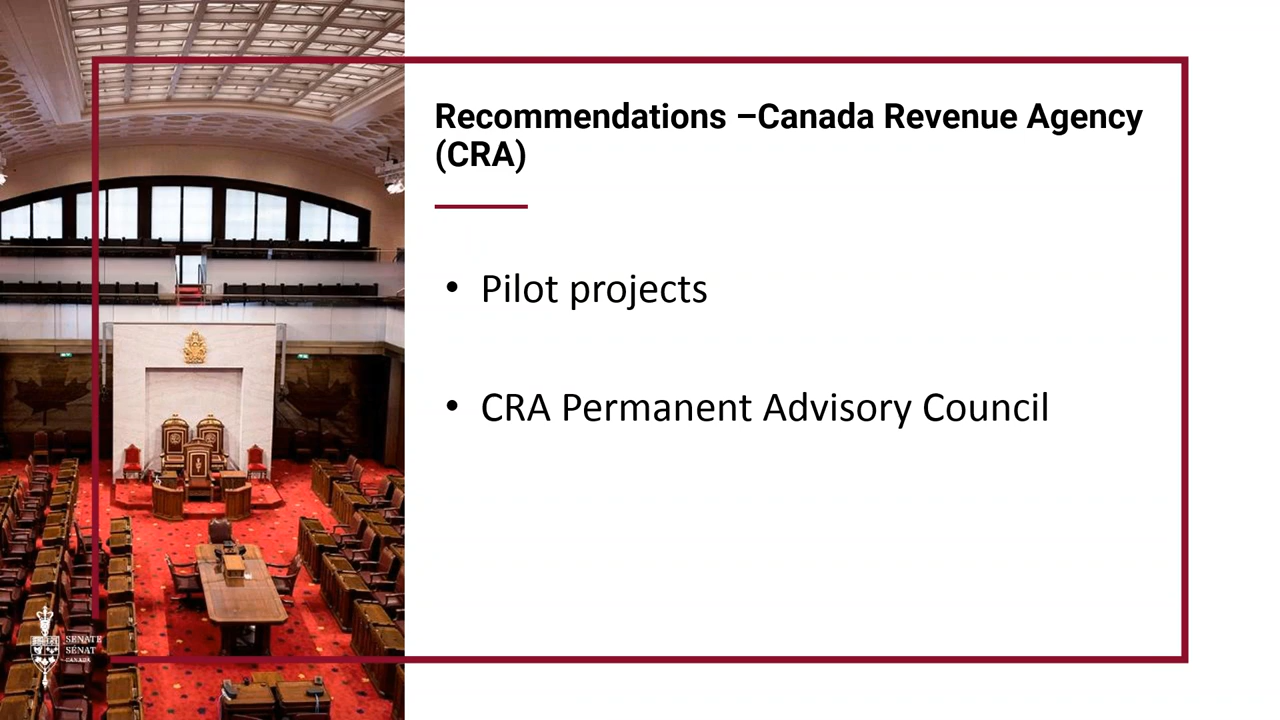 Recommendations –Canada Revenue Agency
(CRA)
• Pilot projects
• CRA Permanent Advisory Council
SENATE
SÉNAT
CANADA